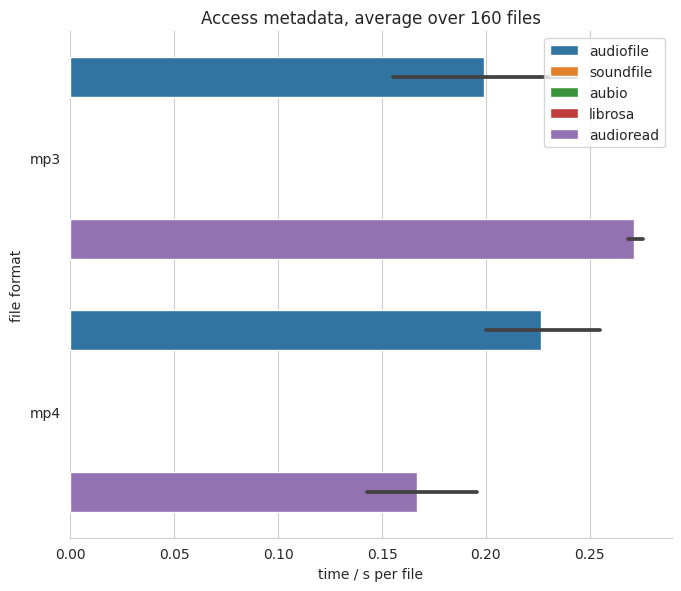 Access metadata, average over 160 files
audiofile
soundfile
aubio
librosa
audioread
mp3
file format
mp4
0.00 0.05 0.10 0.15 0.20 0.25
time / s per file